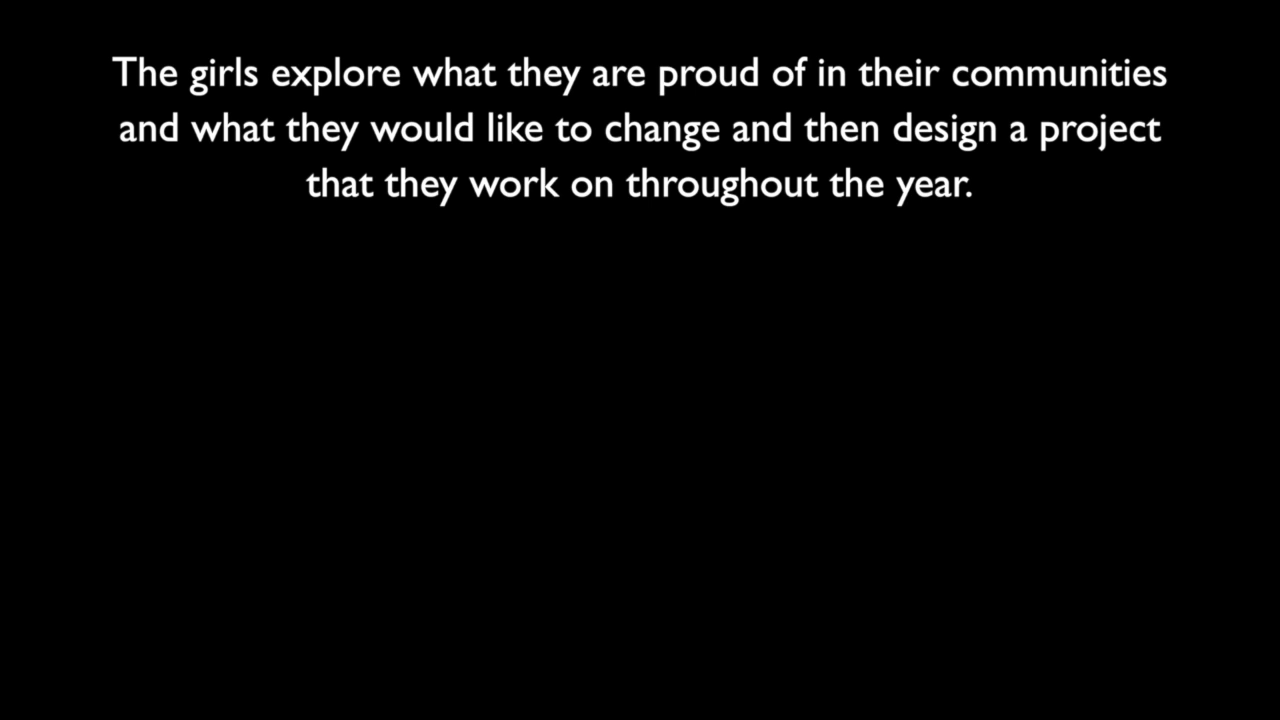 The girls explore what they are proud of in their communities
and what they would like to change and then design a project
that they work on throughout the year.